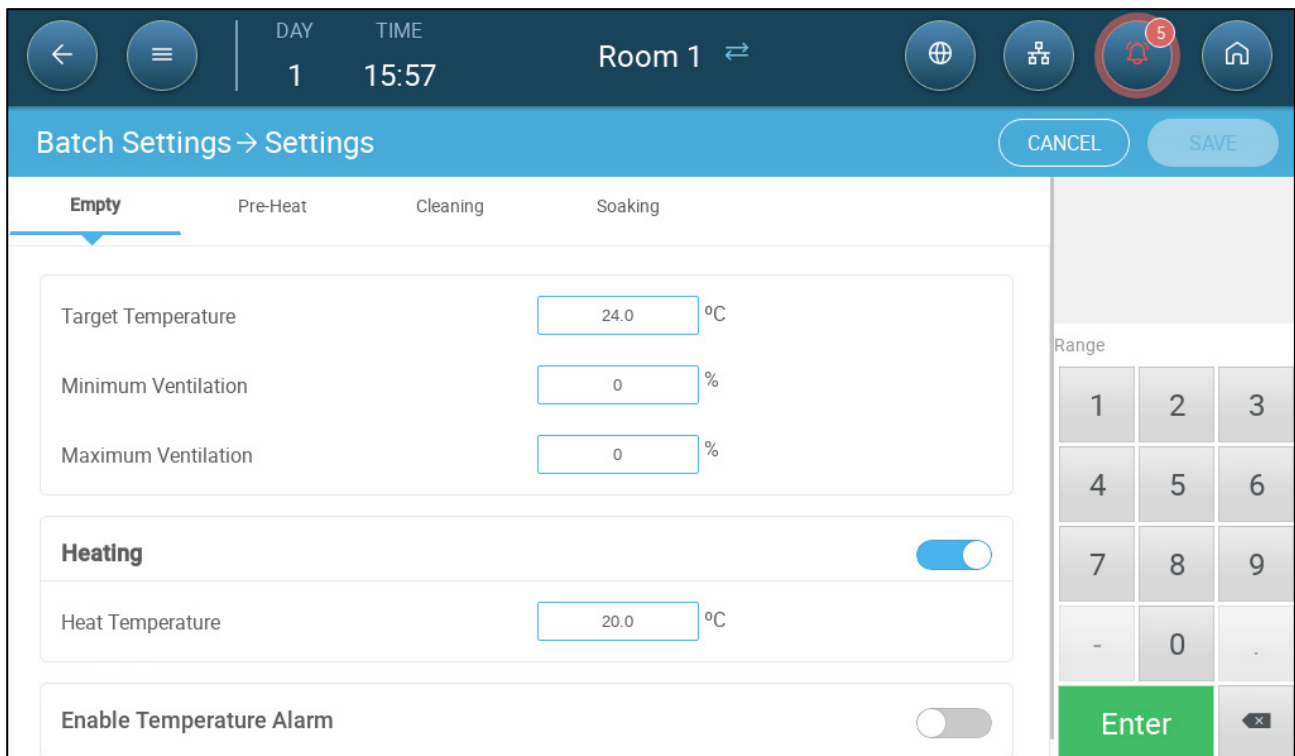 DAY TIME
1 15:57
Room 1
5
Batch Settings → Settings
CANCEL SAVE
Empty Pre-Heat Cleaning Soaking
Target Temperature 24.0 ºC
Minimum Ventilation 0 %
Maximum Ventilation 0 %
Heating
Heat Temperature 20.0 ºC
Enable Temperature Alarm
Range
1 2 3
4 5 6
7 8 9
- 0 .
Enter